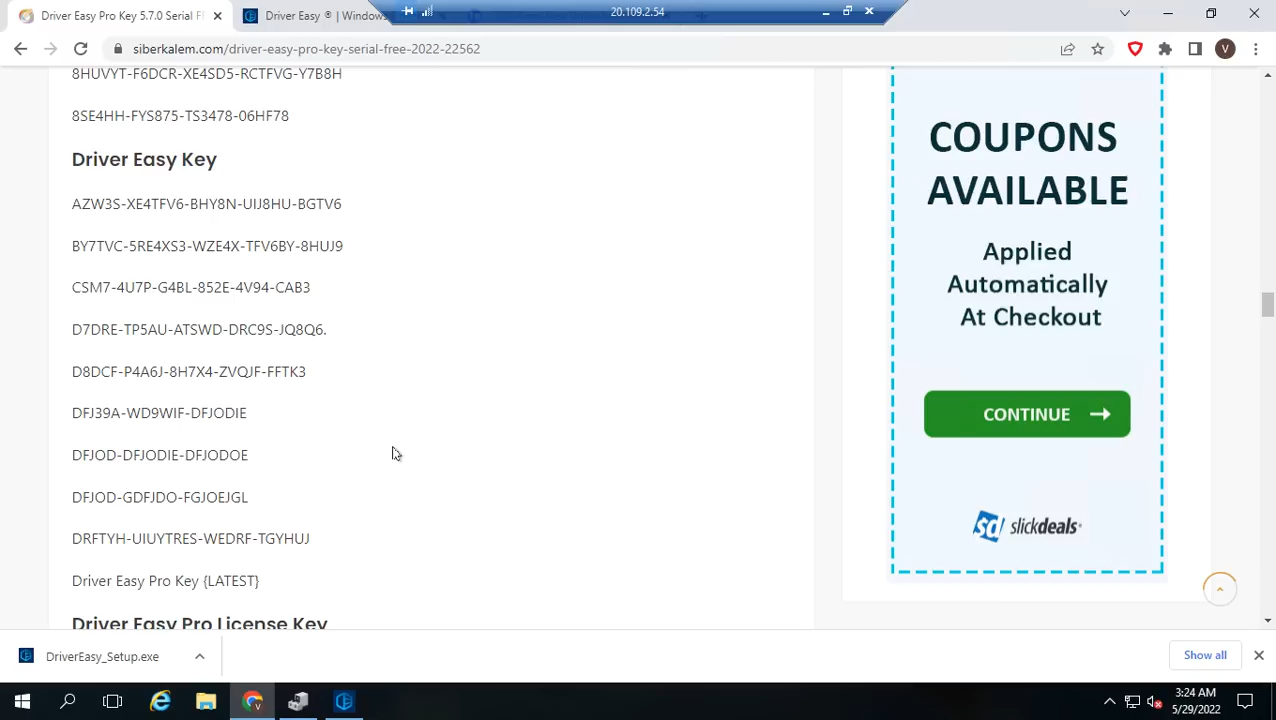 Driver Easy Pro Key 5.7.0 Serial F
Driver Easy ® | Windows
20.109.2.54
siberkalem.com/driver-easy-pro-key-serial-free-2022-22562
V
8HUVYT-F6DCR-XE4SD5-RCTFVG-Y7B8H
8SE4HH-FYS875-TS3478-06HF78
Driver Easy Key
AZW3S-XE4TFV6-BHY8N-UIJ8HU-BGTV6
BY7TVC-5RE4XS3-WZE4X-TFV6BY-8HUJ9
CSM7-4U7P-G4BL-852E-4V94-CAB3
D7DRE-TP5AU-ATSWD-DRC9S-JQ8Q6.
D8DCF-P4A6J-8H7X4-ZVQJF-FFTK3
DFJ39A-WD9WIF-DFJODIE
DFJOD-DFJODIE-DFJODOE
DFJOD-GDFJDO-FGJOEJGL
DRFTYH-UIUYTRES-WEDRF-TGYHUJ
Driver Easy Pro Key {LATEST}
Driver Easy Pro License Key
COUPONS
AVAILABLE
Applied
Automatically
At Checkout
CONTINUE
sd slickdeals
DriverEasy_Setup.exe
Show all
3:24 AM
5/29/2022